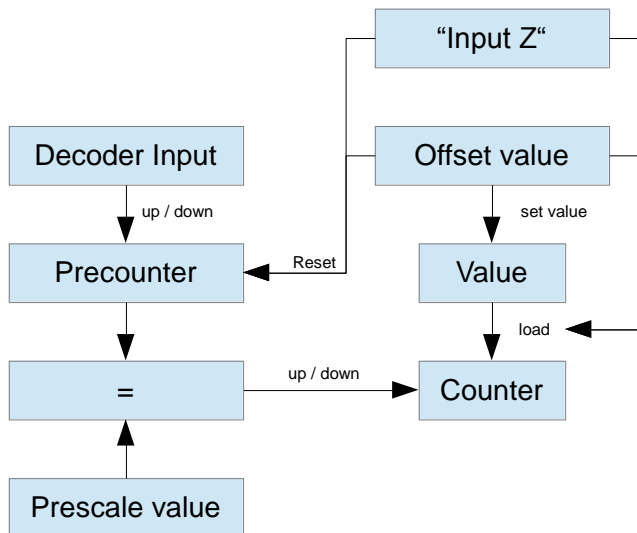 “Input Z“
Decoder Input
Offset value
up / down
set value
Precounter
Reset
Value
load
=
up / down
Counter
Prescale value